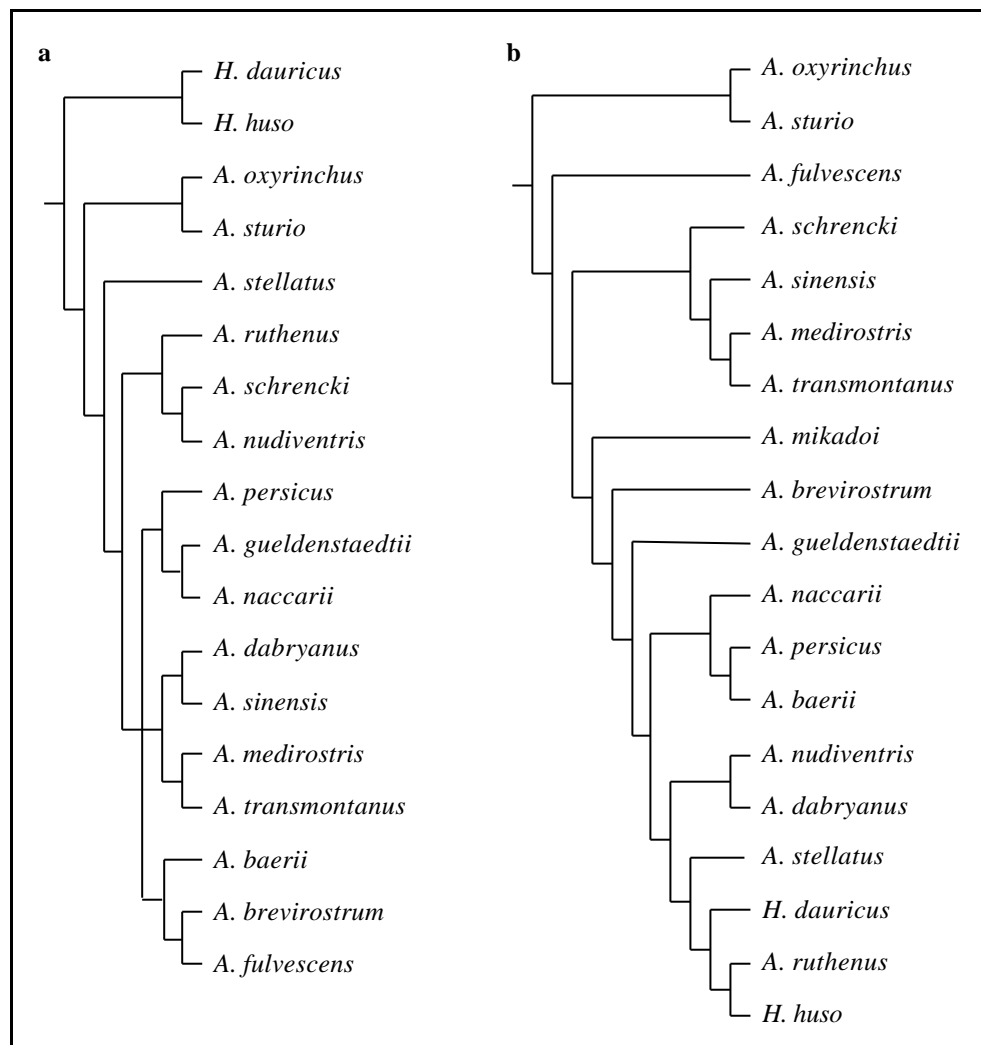 a
H. dauricus
H. huso
A. oxyrinchus
A. sturio
A. stellatus
A. ruthenus
A. schrencki
A. nudiventris
A. persicus
A. gueldenstaedtii
A. naccarii
A. dabryanus
A. sinensis
A. medirostris
A. transmontanus
A. baerii
A. brevirostrum
A. fulvescens
b
A. oxyrinchus
A. sturio
A. fulvescens
A. schrencki
A. sinensis
A. medirostris
A. transmontanus
A. mikadoi
A. brevirostrum
A. gueldenstaedtii
A. naccarii
A. persicus
A. baerii
A. nudiventris
A. dabryanus
A. stellatus
H. dauricus
A. ruthenus
H. huso